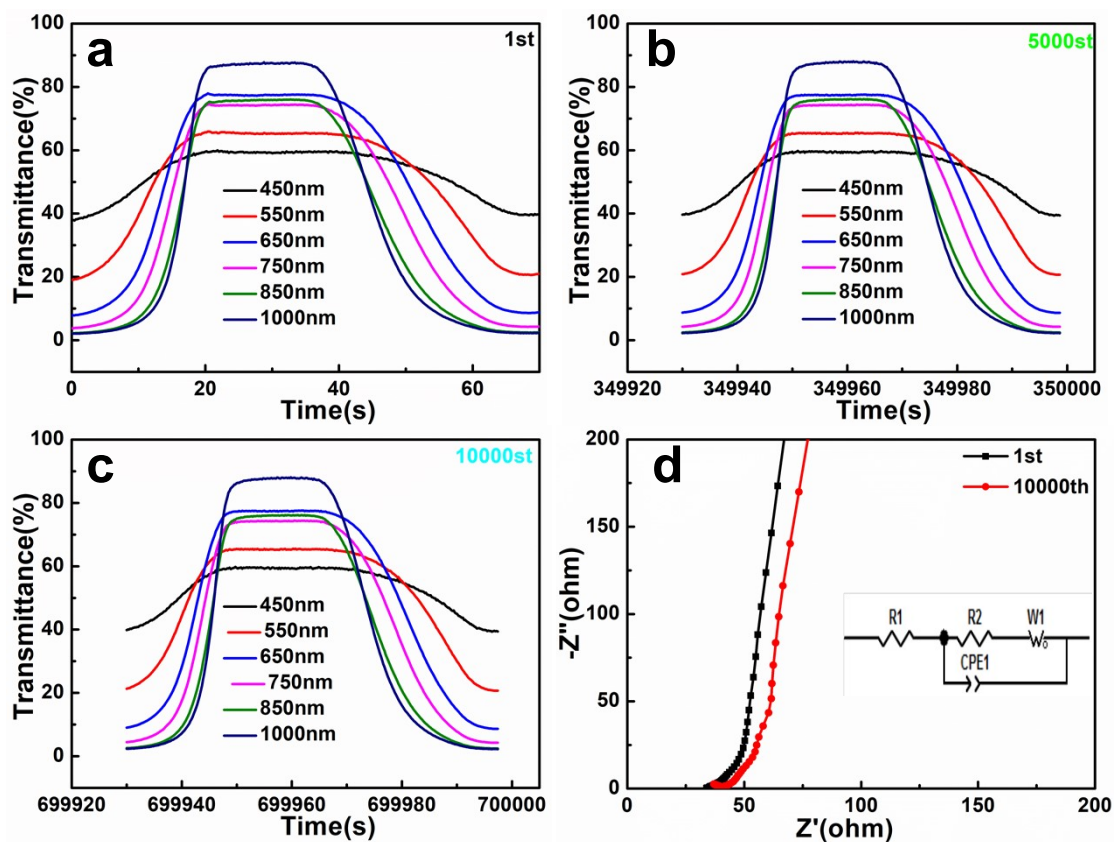 a
1st
Transmittance(%)
100
80
60
40
20
0
450nm
550nm
650nm
750nm
850nm
1000nm
0 20 40 60
Time(s)
b
5000st
Transmittance(%)
100
80
60
40
20
0
450nm
550nm
650nm
750nm
850nm
1000nm
349920 349940 349960 349980 350000
Time(s)
c
10000st
Transmittance(%)
100
80
60
40
20
0
450nm
550nm
650nm
750nm
850nm
1000nm
699920 699940 699960 699980 700000
Time(s)
d
1st
10000th
-Z"(ohm)
200
150
100
50
0
R1 R2 W1
CPE1
0 50 100 150 200
Z'(ohm)